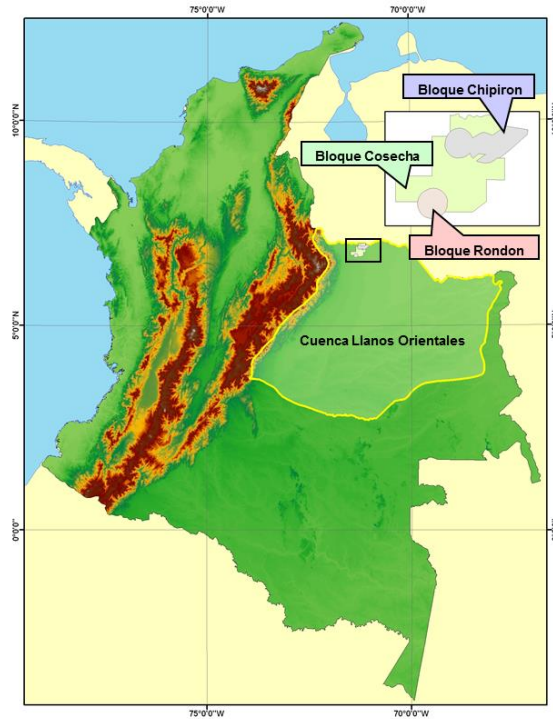 75°0'0"W
70°0'0"W
10°0'0"N
Bloque Chipiron
Bloque Cosecha
Bloque Rondon
5°0'0"N
Cuenca Llanos Orientales
0°0'0"
75°0'0"W
70°0'0"W